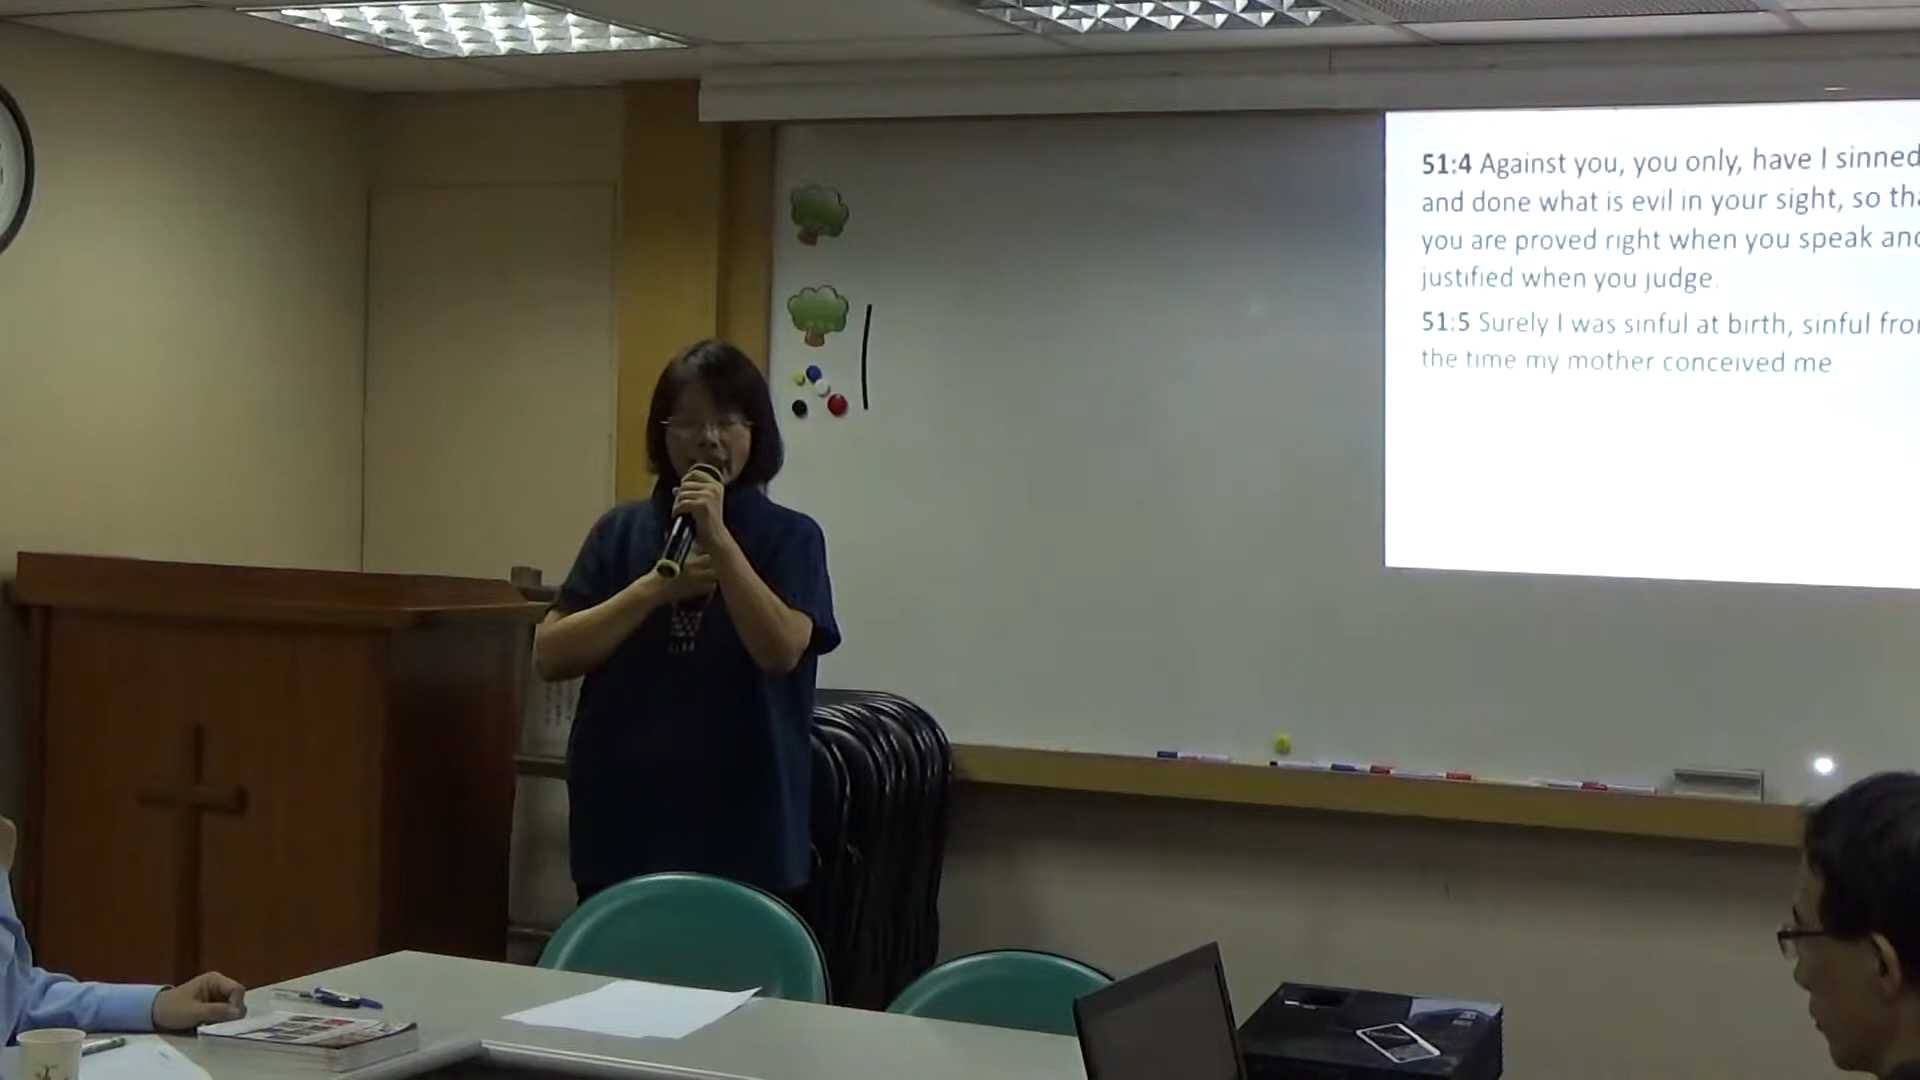 51:4 Against you, you only, have I sinned
and done what is evil in your sight, so tha
you are proved right when you speak and
justified when you judge.
51:5 Surely I was sinful at birth, sinful fro
the time my mother conceived me